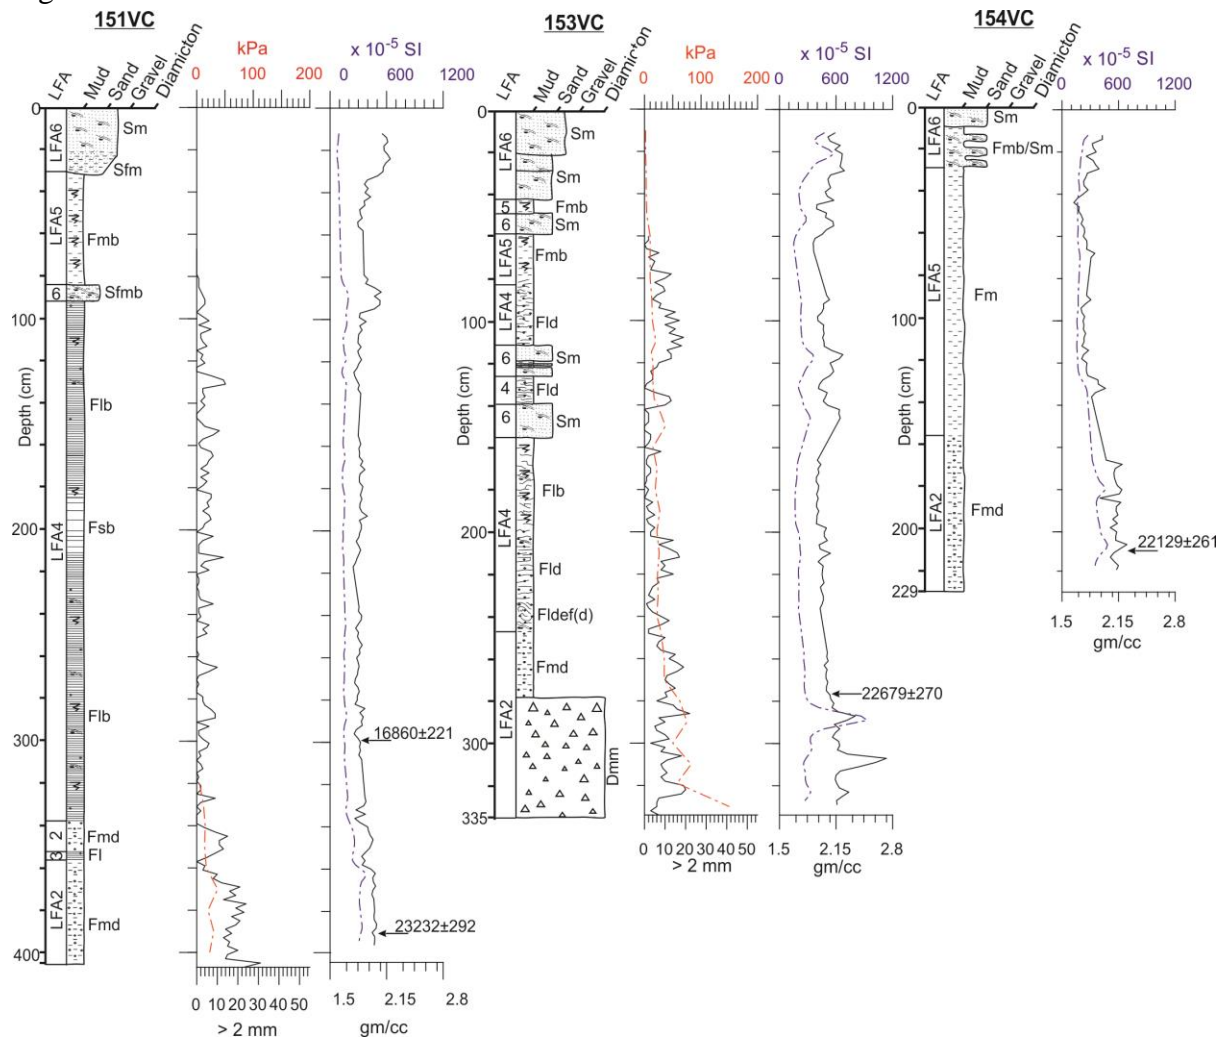 151VC
LFA
Mud
Sand
Gravel
Diamicton
kPa
0 100 200
x 10⁻⁵ SI
0 600 1200
0
100
200
300
400
Depth (cm)
LFA6
LFA5
6
LFA4
2
3
LFA2
Sm
Sfm
Fmb
Sfmb
Flb
Fsb
Flb
Fmd
Fl
Fmd
16860±221
23232±292
0 10 20 30 40 50
> 2 mm
1.5 2.15 2.8
gm/cc
153VC
LFA
Mud
Sand
Gravel
Diamicton
kPa
0 100 200
x 10⁻⁵ SI
0 600 1200
0
100
200
300
335
Depth (cm)
LFA6
5
6
LFA5
LFA4
6
4
6
LFA4
LFA2
Sm
Sm
Fmb
Sm
Fmb
Fld
Sm
Fld
Sm
Flb
Fld
Fldef(d)
Fmd
Dmm
22679±270
0 10 20 30 40 50
> 2 mm
1.5 2.15 2.8
gm/cc
154VC
LFA
Mud
Sand
Gravel
Diamicton
x 10⁻⁵ SI
0 600 1200
0
100
200
229
Depth (cm)
LFA6
LFA5
LFA2
Sm
Fmb/Sm
Fm
Fmd
22129±261
1.5 2.15 2.8
gm/cc